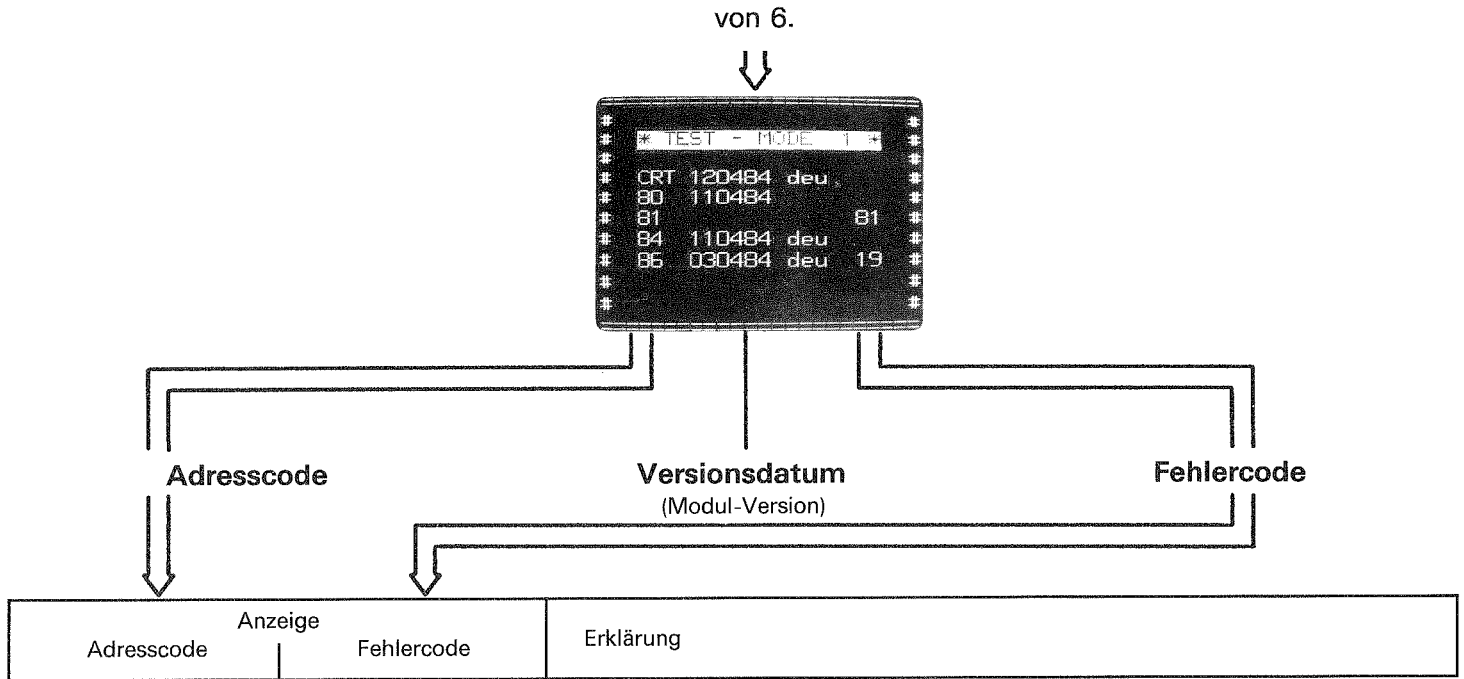 von 6.
* TEST - MODE 1 *
CRT 120484 deu
80 110484
81 81
84 110484 deu
86 030484 deu 19
Adresscode
Versionsdatum
Fehlercode
(Modul-Version)
Anzeige
Adresscode
Fehlercode
Erklärung